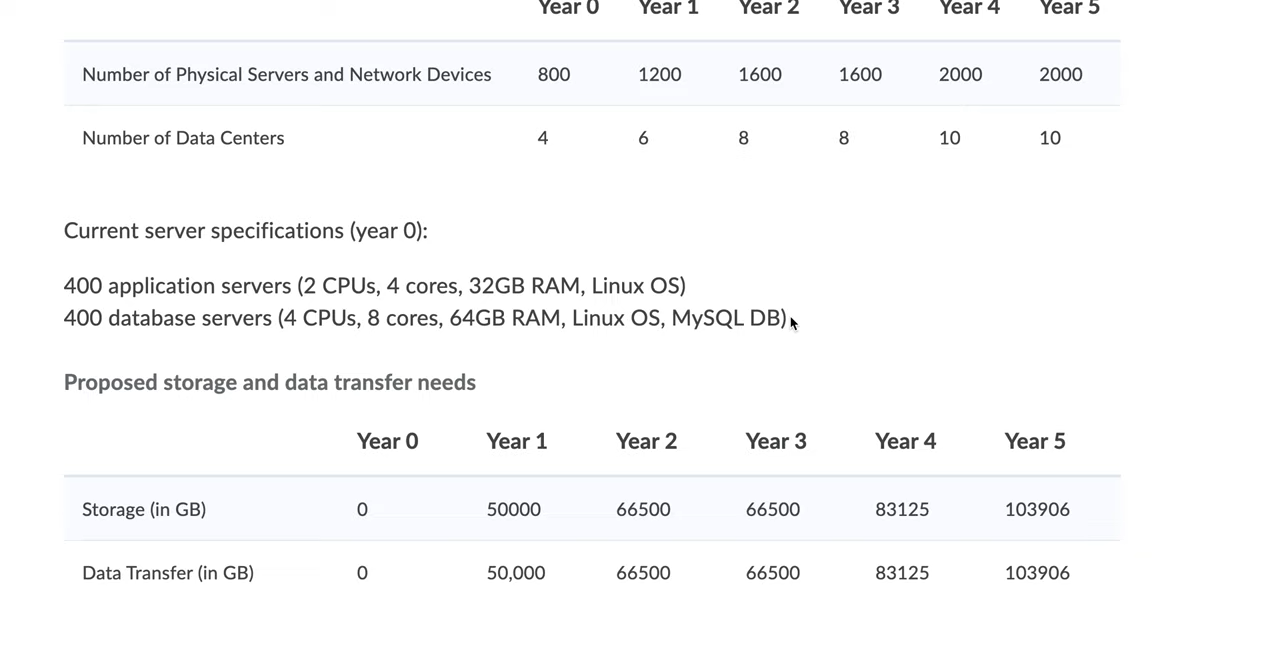 Year 0 Year 1 Year 2 Year 3 Year 4 Year 5
Number of Physical Servers and Network Devices 800 1200 1600 1600 2000 2000
Number of Data Centers 4 6 8 8 10 10
Current server specifications (year 0):
400 application servers (2 CPUs, 4 cores, 32GB RAM, Linux OS)
400 database servers (4 CPUs, 8 cores, 64GB RAM, Linux OS, MySQL DB)
Proposed storage and data transfer needs
Year 0 Year 1 Year 2 Year 3 Year 4 Year 5
Storage (in GB) 0 50000 66500 66500 83125 103906
Data Transfer (in GB) 0 50,000 66500 66500 83125 103906